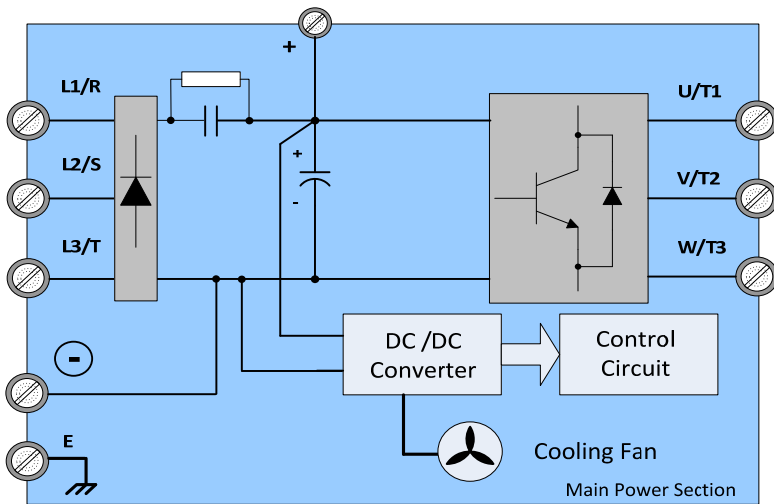 +
L1/R
U/T1
L2/S
+
V/T2
-
L3/T
W/T3
DC /DC
Converter
Control
Circuit
-
E
Cooling Fan
Main Power Section